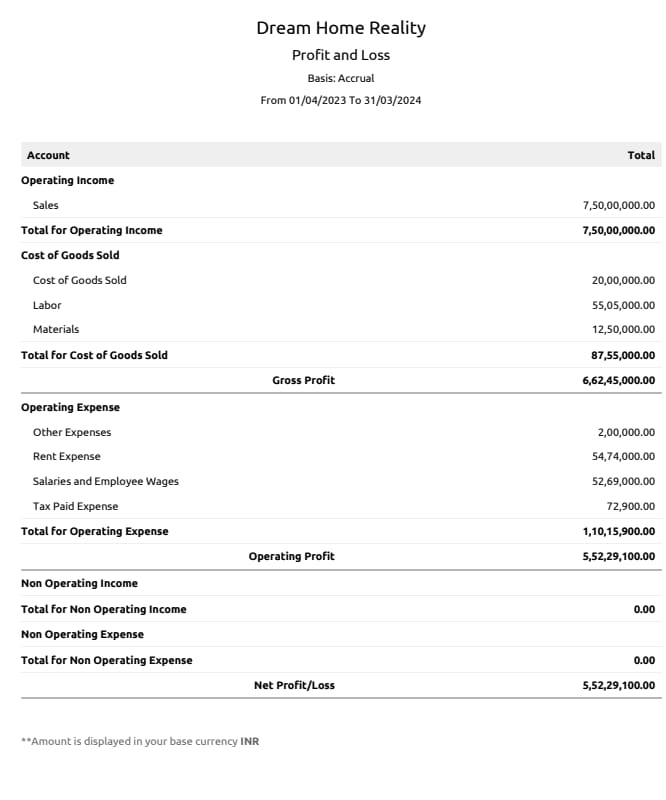 Dream Home Reality
Profit and Loss
Basis: Accrual
From 01/04/2023 To 31/03/2024
Account Total
Operating Income
Sales 7,50,00,000.00
Total for Operating Income 7,50,00,000.00
Cost of Goods Sold
Cost of Goods Sold 20,00,000.00
Labor 55,05,000.00
Materials 12,50,000.00
Total for Cost of Goods Sold 87,55,000.00
Gross Profit 6,62,45,000.00
Operating Expense
Other Expenses 2,00,000.00
Rent Expense 54,74,000.00
Salaries and Employee Wages 52,69,000.00
Tax Paid Expense 72,900.00
Total for Operating Expense 1,10,15,900.00
Operating Profit 5,52,29,100.00
Non Operating Income
Total for Non Operating Income 0.00
Non Operating Expense
Total for Non Operating Expense 0.00
Net Profit/Loss 5,52,29,100.00
**Amount is displayed in your base currency INR